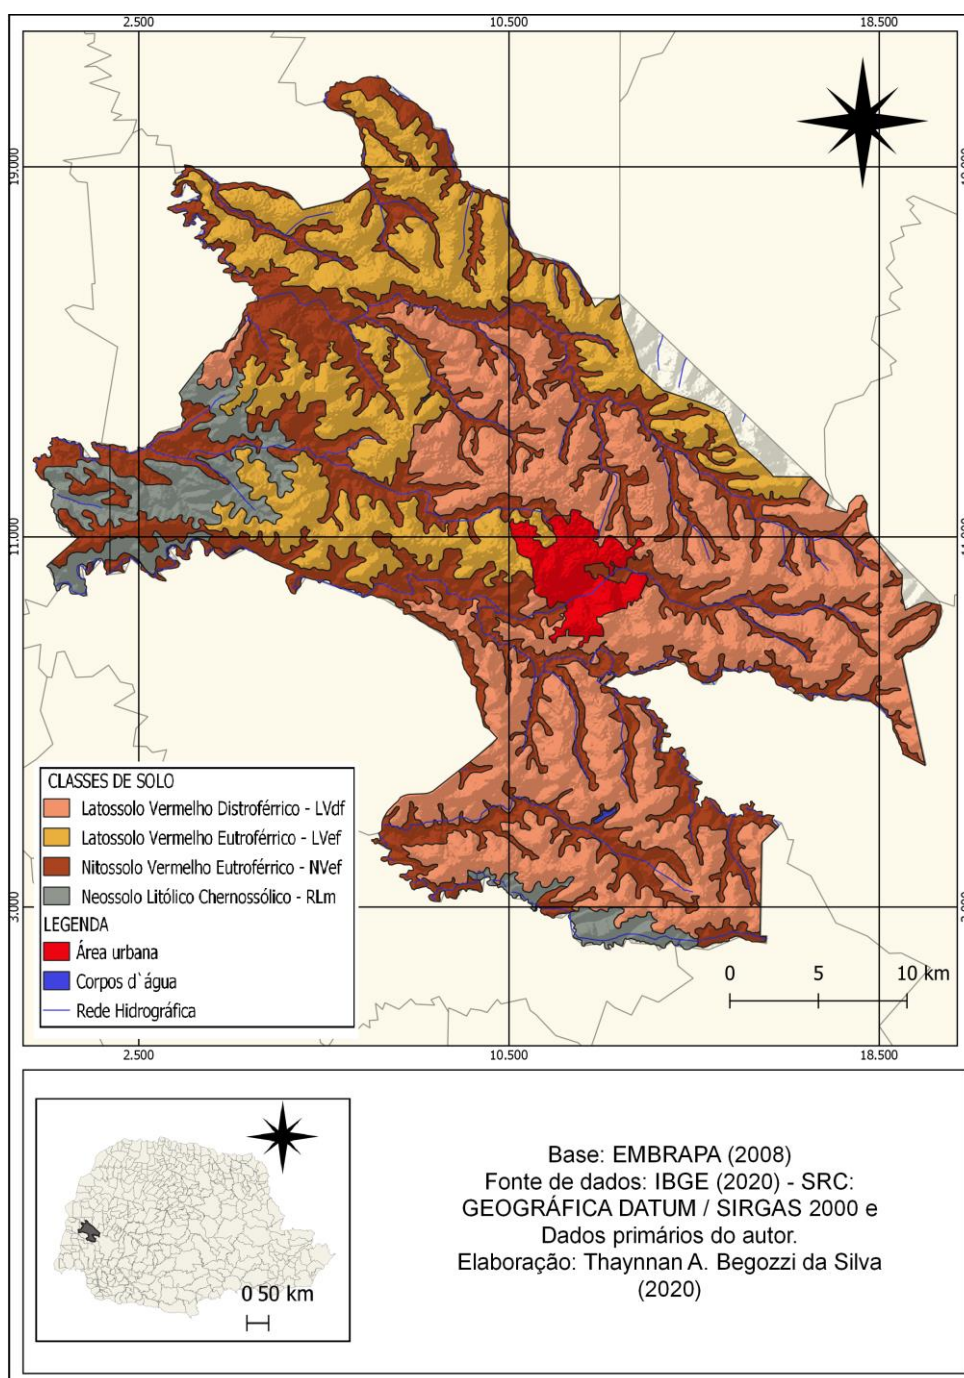 2.500 10.500 18.500
19.000
11.000
3.000
CLASSES DE SOLO
Latossolo Vermelho Distroférrico - LVdf
Latossolo Vermelho Eutroférrico - LVef
Nitossolo Vermelho Eutroférrico - NVef
Neossolo Litólico Chernossólico - RLm
LEGENDA
Área urbana
Corpos d`água
Rede Hidrográfica
0 5 10 km
2.500 10.500 18.500
0 50 km
Base: EMBRAPA (2008)
Fonte de dados: IBGE (2020) - SRC:
GEOGRÁFICA DATUM / SIRGAS 2000 e
Dados primários do autor.
Elaboração: Thaynnan A. Begozzi da Silva
(2020)